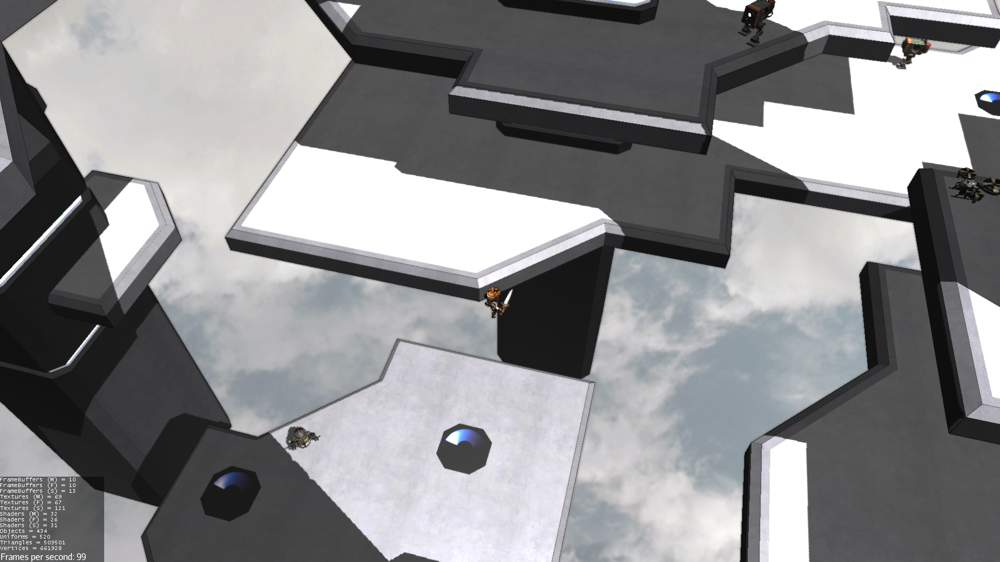 FrameBuffers (M) = 10
FrameBuffers (F) = 10
FrameBuffers (S) = 13
Textures (M) = 69
Textures (F) = 67
Textures (S) = 121
Shaders (M) = 32
Shaders (F) = 26
Shaders (S) = 31
Objects = 434
Uniforms = 520
Triangles = 509501
Vertices = 661928
Frames per second: 99